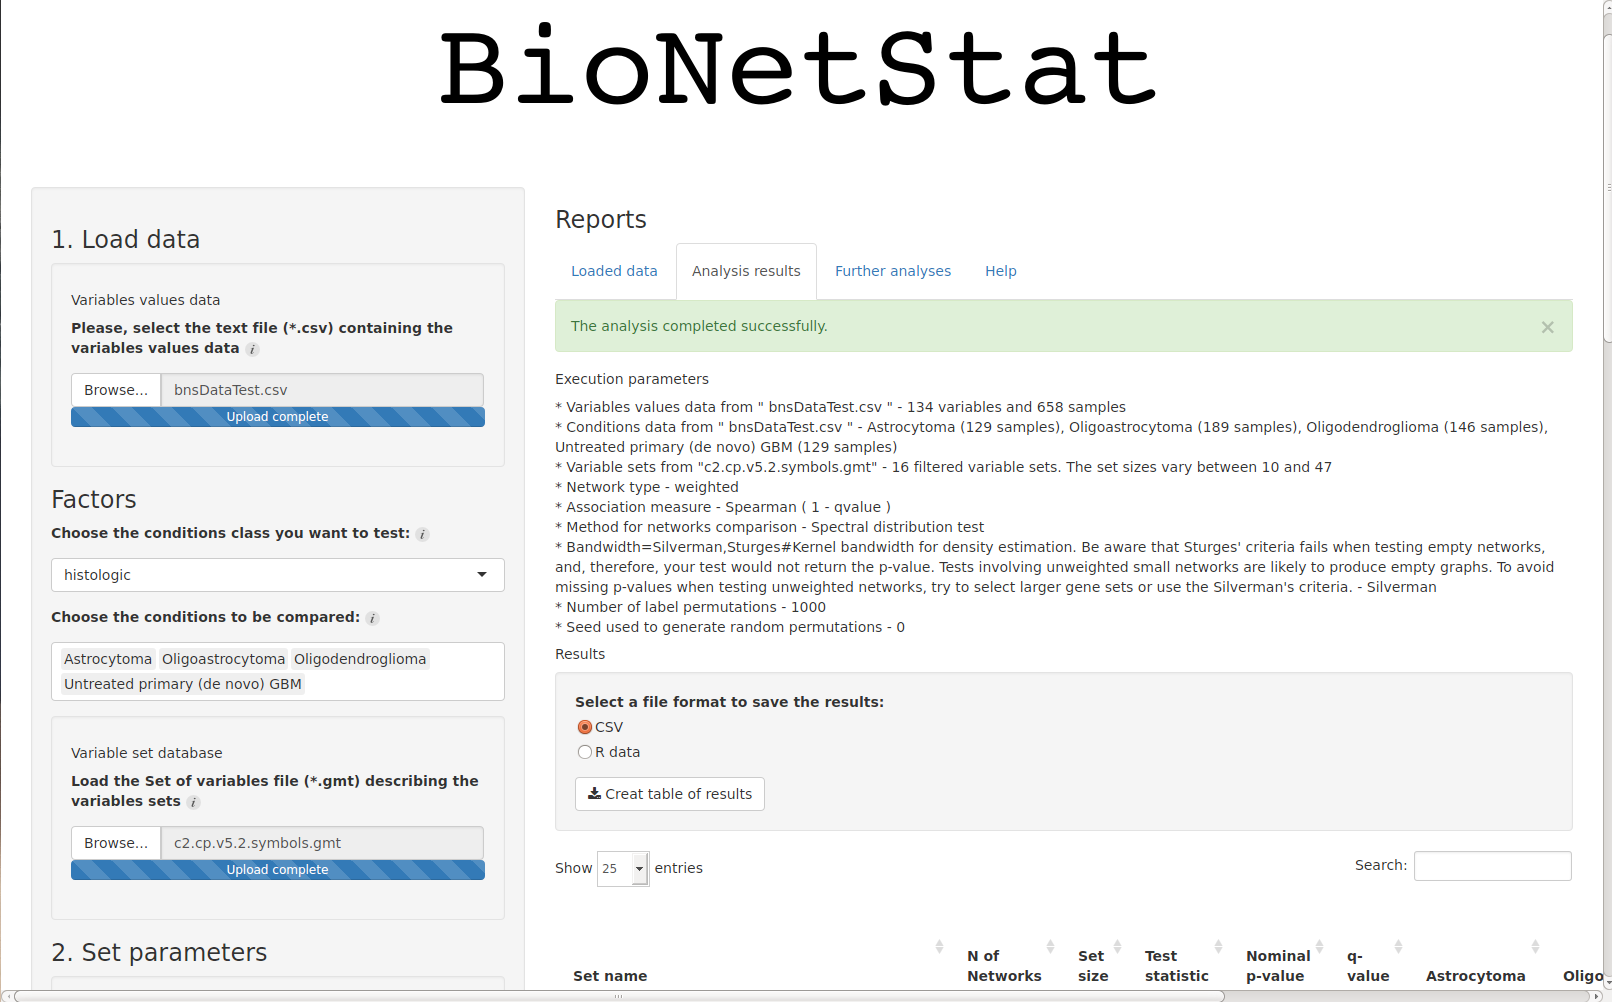 BioNetStat
1. Load data
Variables values data
Please, select the text file (*.csv) containing the
variables values data i
Browse... bnsDataTest.csv
Upload complete
Factors
Choose the conditions class you want to test: i
histologic
Choose the conditions to be compared: i
Astrocytoma Oligoastrocytoma Oligodendroglioma
Untreated primary (de novo) GBM
Variable set database
Load the Set of variables file (*.gmt) describing the
variables sets i
Browse... c2.cp.v5.2.symbols.gmt
Upload complete
2. Set parameters
Reports
Loaded data Analysis results Further analyses Help
The analysis completed successfully. ×
Execution parameters
* Variables values data from " bnsDataTest.csv " - 134 variables and 658 samples
* Conditions data from " bnsDataTest.csv " - Astrocytoma (129 samples), Oligoastrocytoma (189 samples), Oligodendroglioma (146 samples),
Untreated primary (de novo) GBM (129 samples)
* Variable sets from "c2.cp.v5.2.symbols.gmt" - 16 filtered variable sets. The set sizes vary between 10 and 47
* Network type - weighted
* Association measure - Spearman ( 1 - qvalue )
* Method for networks comparison - Spectral distribution test
* Bandwidth=Silverman,Sturges#Kernel bandwidth for density estimation. Be aware that Sturges' criteria fails when testing empty networks,
and, therefore, your test would not return the p-value. Tests involving unweighted small networks are likely to produce empty graphs. To avoid
missing p-values when testing unweighted networks, try to select larger gene sets or use the Silverman's criteria. - Silverman
* Number of label permutations - 1000
* Seed used to generate random permutations - 0
Results
Select a file format to save the results:
CSV
R data
Creat table of results
Show 25 entries Search:
N of Set Test Nominal q-
Set name Networks size statistic p-value value Astrocytoma Oligo